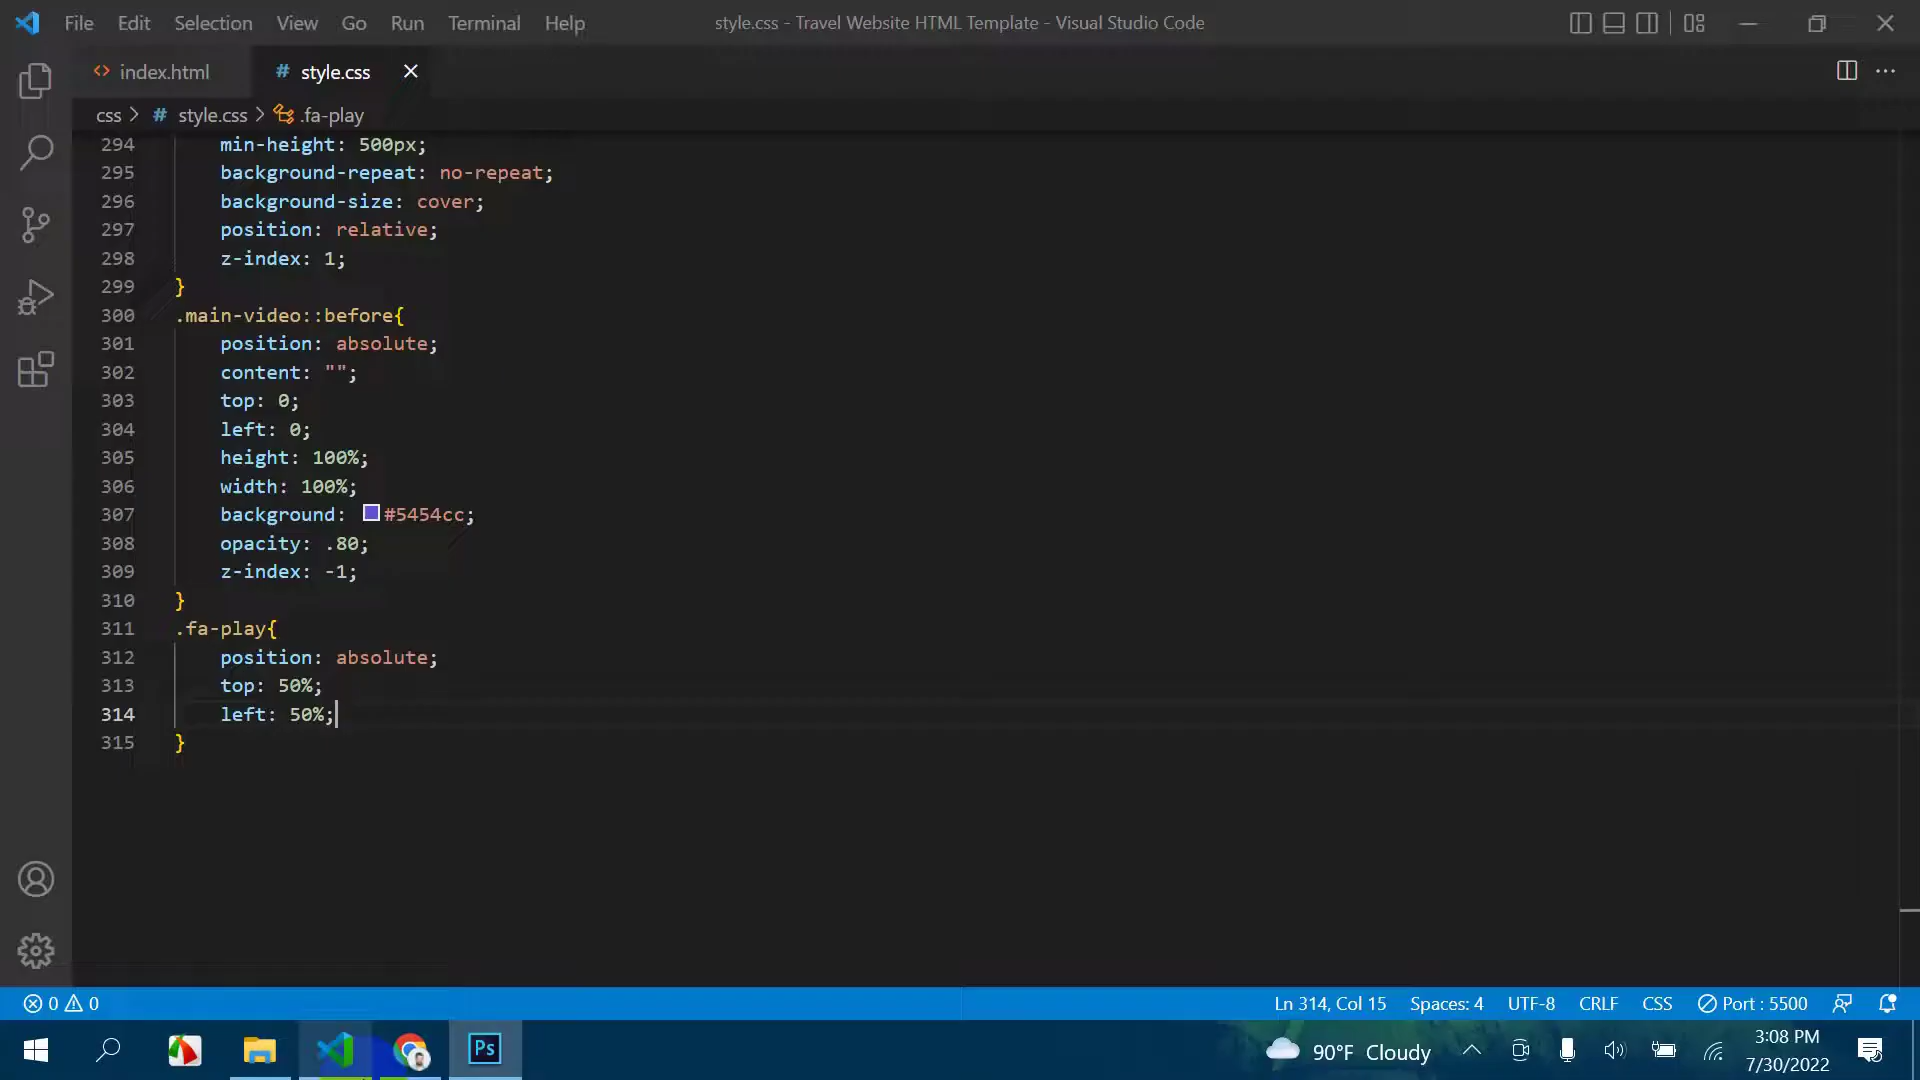 File Edit Selection View Go Run Terminal Help
style.css - Travel Website HTML Template - Visual Studio Code
index.html
# style.css
css > # style.css > .fa-play
294 min-height: 500px;
295 background-repeat: no-repeat;
296 background-size: cover;
297 position: relative;
298 z-index: 1;
299 }
300 .main-video::before{
301 position: absolute;
302 content: "";
303 top: 0;
304 left: 0;
305 height: 100%;
306 width: 100%;
307 background: #5454cc;
308 opacity: .80;
309 z-index: -1;
310 }
311 .fa-play{
312 position: absolute;
313 top: 50%;
314 left: 50%;
315 }
0 0
Ln 314, Col 15 Spaces: 4 UTF-8 CRLF CSS Port : 5500
Ps
90°F Cloudy
3:08 PM
7/30/2022